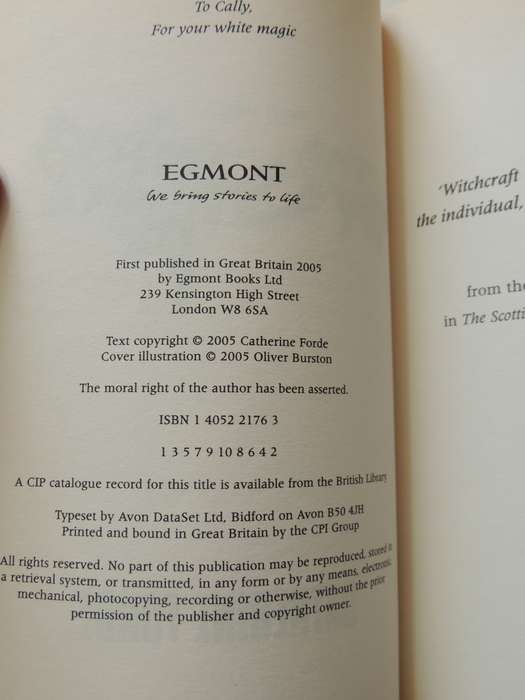 To Cally,
For your white magic
EGMONT
We bring stories to life
First published in Great Britain 2005
by Egmont Books Ltd
239 Kensington High Street
London W8 6SA
Text copyright © 2005 Catherine Forde
Cover illustration © 2005 Oliver Burston
The moral right of the author has been asserted.
ISBN 1 4052 2176 3
1 3 5 7 9 10 8 6 4 2
A CIP catalogue record for this title is available from the British Library
Typeset by Avon DataSet Ltd, Bidford on Avon B50 4JH
Printed and bound in Great Britain by the CPI Group
All rights reserved. No part of this publication may be reproduced, stored in
a retrieval system, or transmitted, in any form or by any means, electronic,
mechanical, photocopying, recording or otherwise, without the prior
permission of the publisher and copyright owner.
'Witchcraft
the individual,
from the
in The Scotti